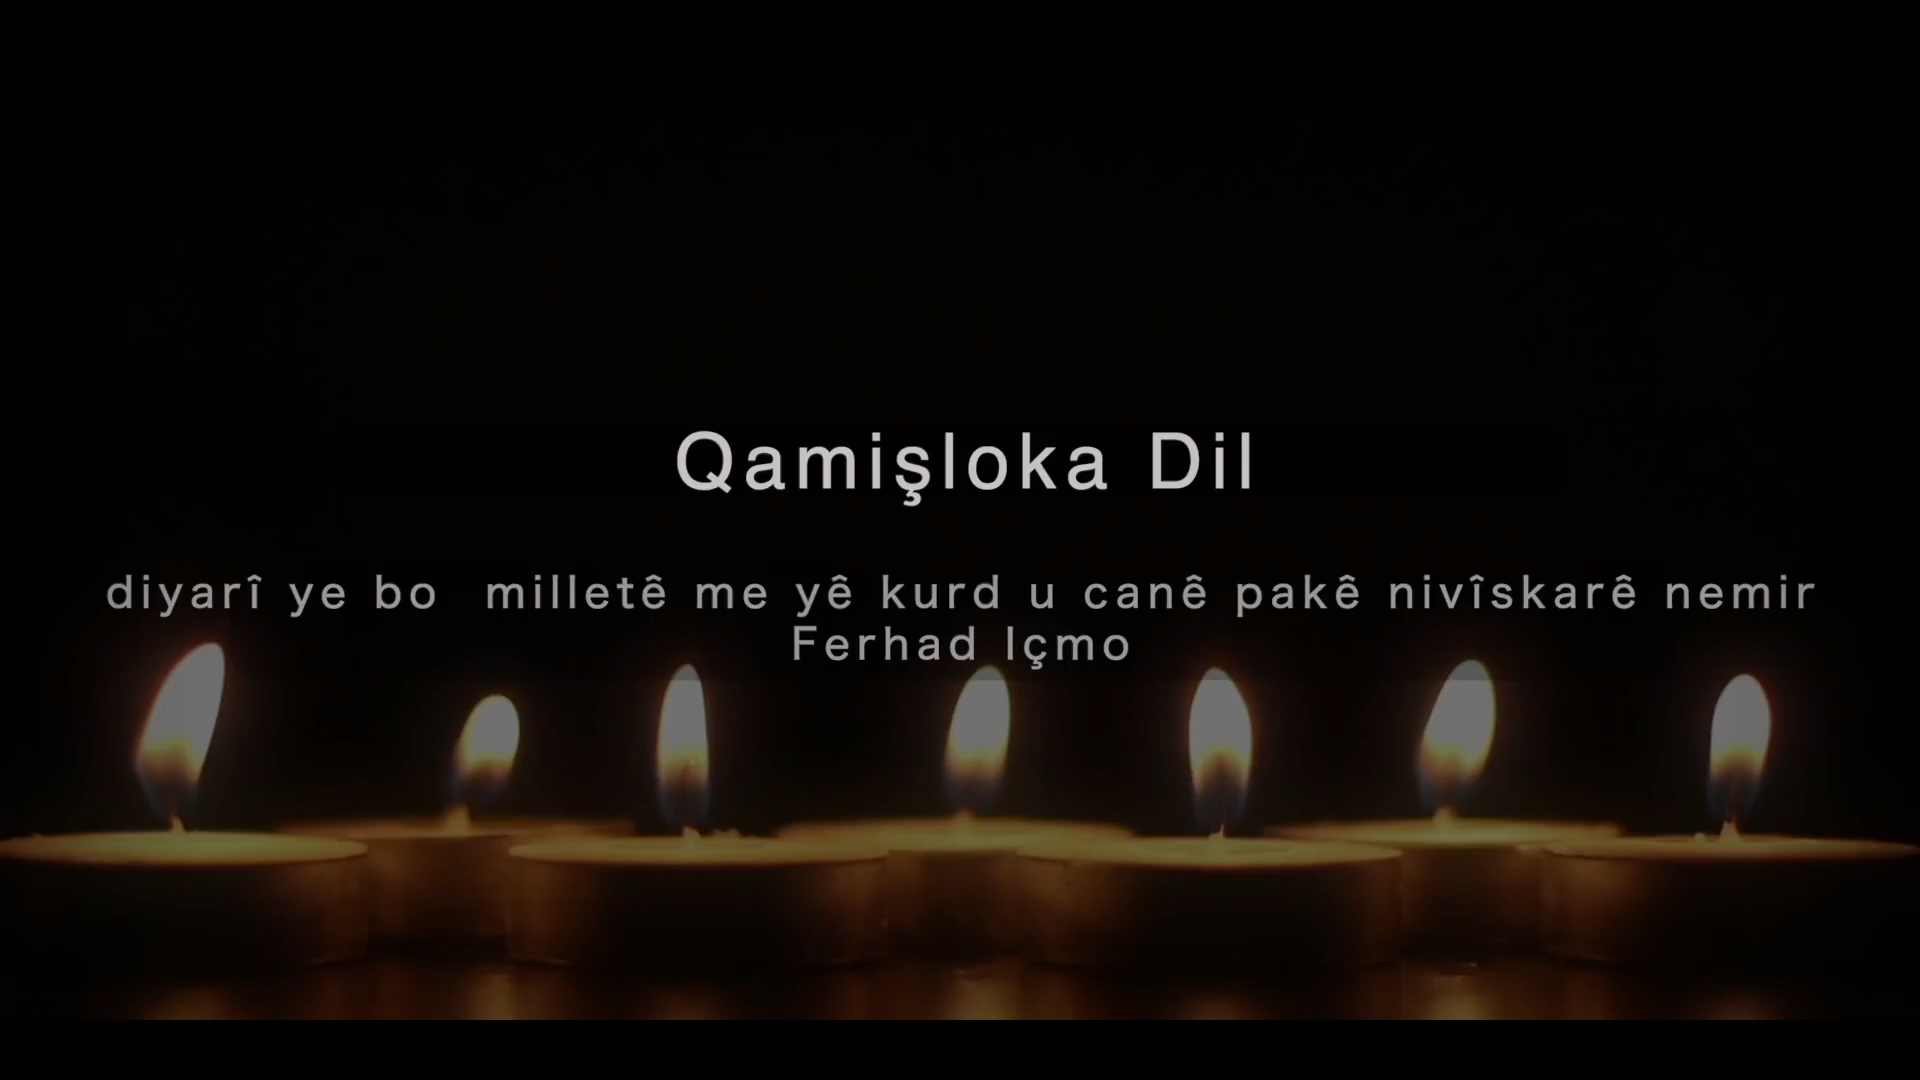 Qamişloka Dil
diyarî ye bo milletê me yê kurd u canê pakê nivîskarê nemir
Ferhad Içmo